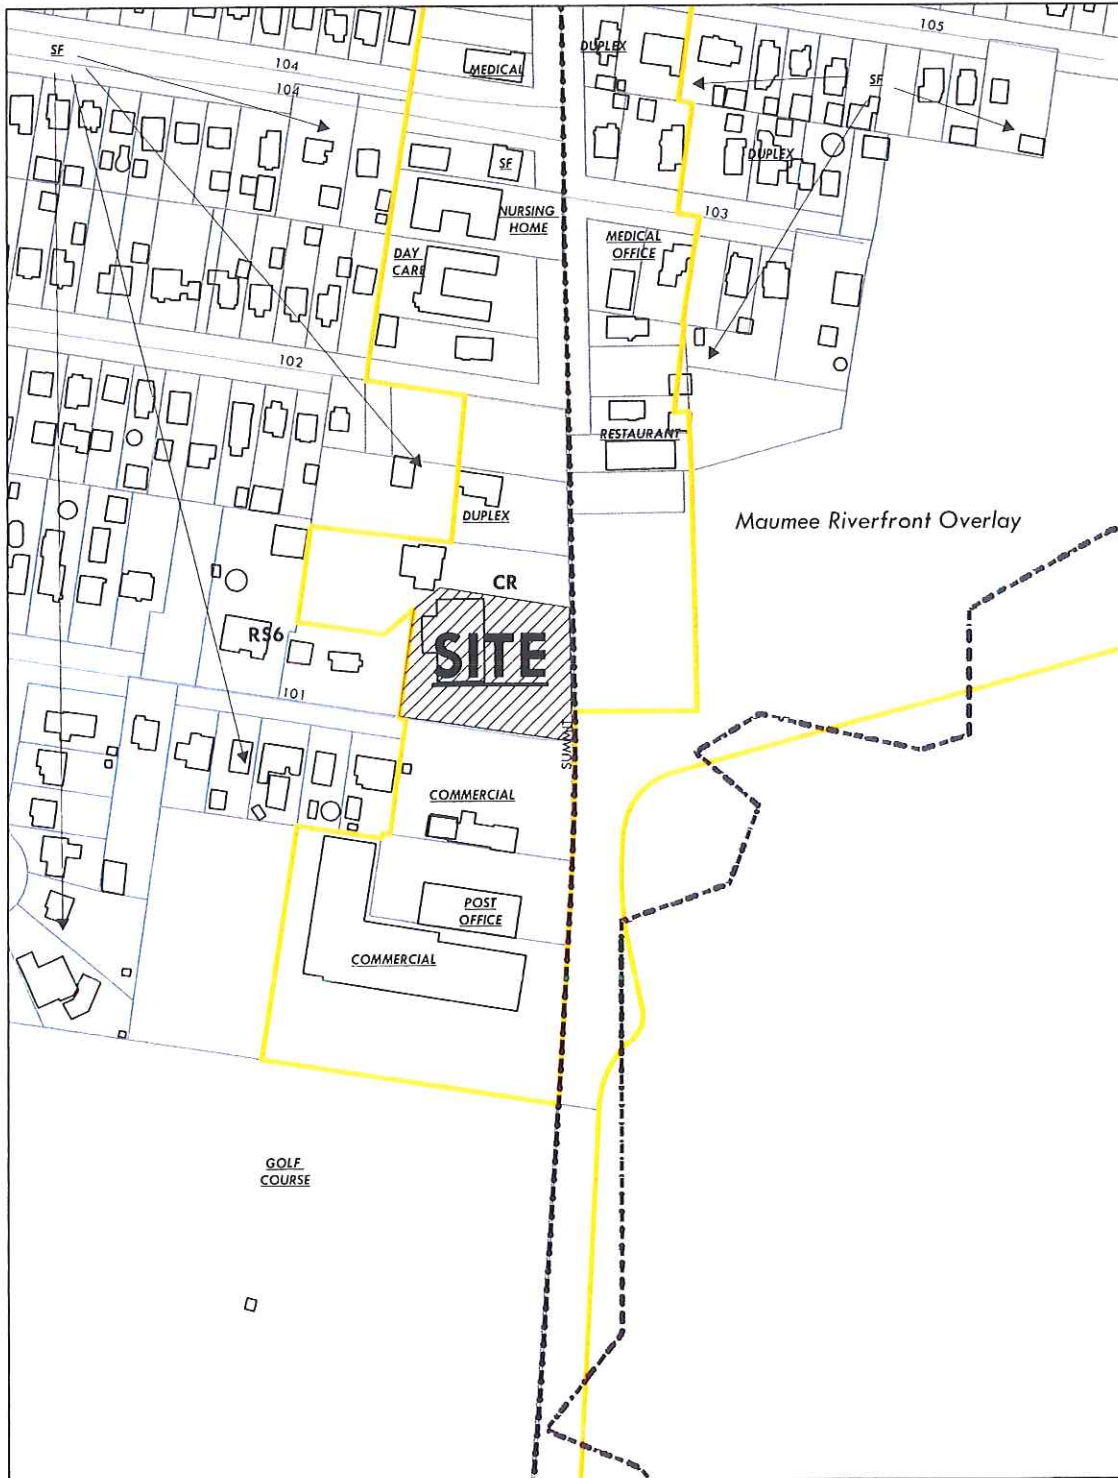 105
SF
DUPLEX
104
MEDICAL
104
SF
SF
DUPLEX
103
NURSING
HOME
MEDICAL
OFFICE
DAY
CARE
102
RESTAURANT
DUPLEX
Maumee Riverfront Overlay
CR
RS6
SITE
101
SUMMIT
COMMERCIAL
POST
OFFICE
COMMERCIAL
GOLF
COURSE